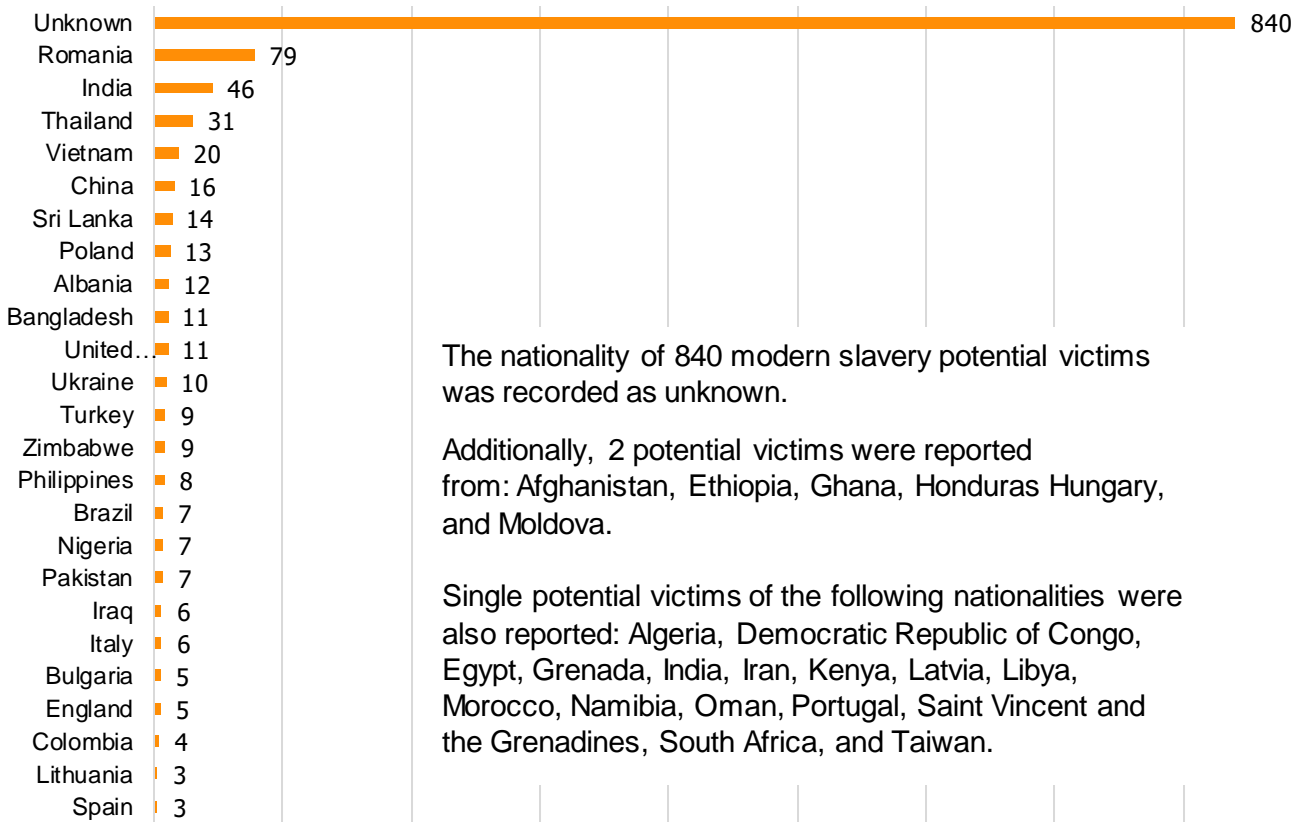 Unknown 840
Romania 79
India 46
Thailand 31
Vietnam 20
China 16
Sri Lanka 14
Poland 13
Albania 12
Bangladesh 11
United... 11
Ukraine 10
Turkey 9
Zimbabwe 9
Philippines 8
Brazil 7
Nigeria 7
Pakistan 7
Iraq 6
Italy 6
Bulgaria 5
England 5
Colombia 4
Lithuania 3
Spain 3
The nationality of 840 modern slavery potential victims
was recorded as unknown.
Additionally, 2 potential victims were reported
from: Afghanistan, Ethiopia, Ghana, Honduras Hungary,
and Moldova.
Single potential victims of the following nationalities were
also reported: Algeria, Democratic Republic of Congo,
Egypt, Grenada, India, Iran, Kenya, Latvia, Libya,
Morocco, Namibia, Oman, Portugal, Saint Vincent and
the Grenadines, South Africa, and Taiwan.